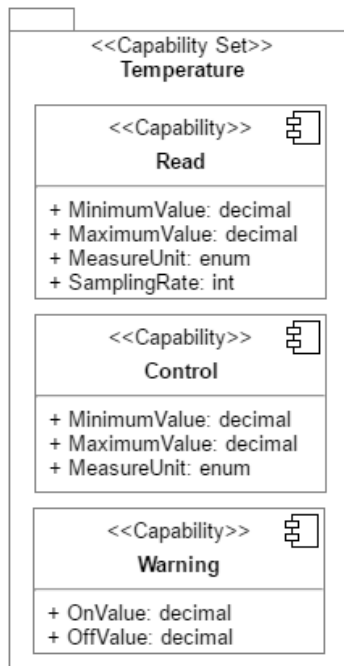 <<Capability Set>>
Temperature
<<Capability>>
Read
+ MinimumValue: decimal
+ MaximumValue: decimal
+ MeasureUnit: enum
+ SamplingRate: int
<<Capability>>
Control
+ MinimumValue: decimal
+ MaximumValue: decimal
+ MeasureUnit: enum
<<Capability>>
Warning
+ OnValue: decimal
+ OffValue: decimal